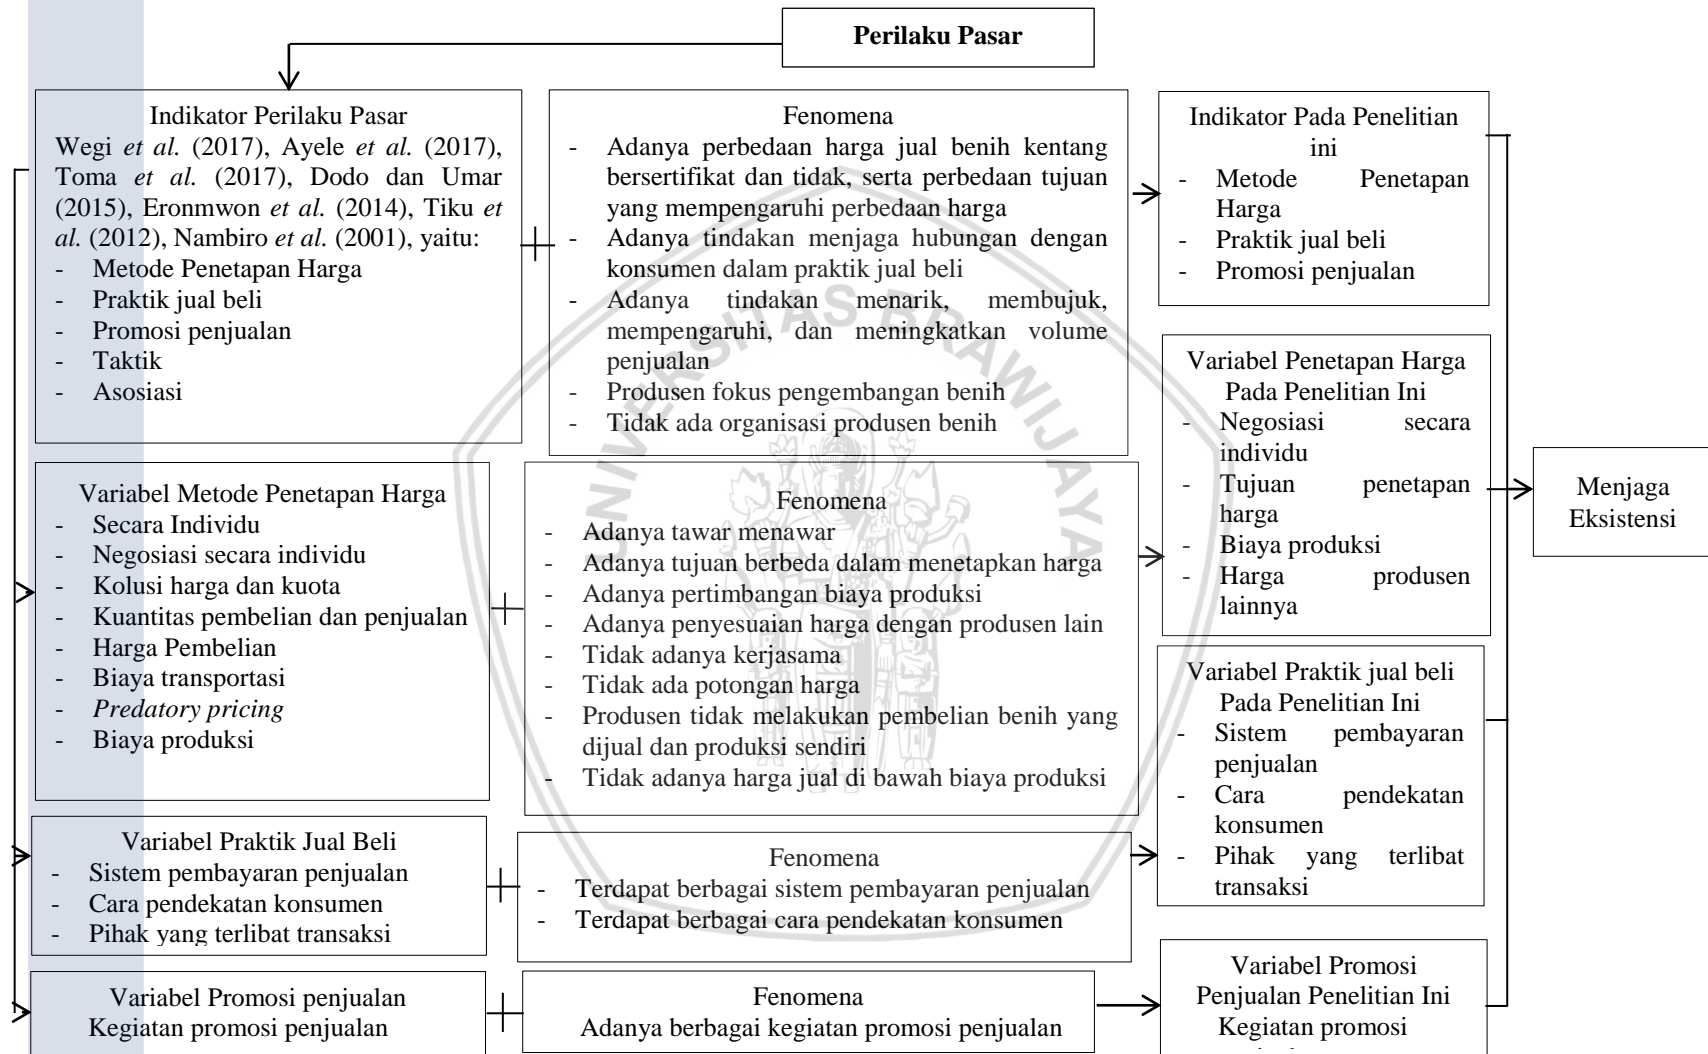 Perilaku Pasar
Indikator Perilaku Pasar
Wegi et al. (2017), Ayele et al. (2017),
Toma et al. (2017), Dodo dan Umar
(2015), Eronmwon et al. (2014), Tiku et
al. (2012), Nambiro et al. (2001), yaitu:
- Metode Penetapan Harga
- Praktik jual beli
- Promosi penjualan
- Taktik
- Asosiasi
Fenomena
- Adanya perbedaan harga jual benih kentang
bersertifikat dan tidak, serta perbedaan tujuan
yang mempengaruhi perbedaan harga
- Adanya tindakan menjaga hubungan dengan
konsumen dalam praktik jual beli
- Adanya tindakan menarik, membujuk,
mempengaruhi, dan meningkatkan volume
penjualan
- Produsen fokus pengembangan benih
- Tidak ada organisasi produsen benih
Indikator Pada Penelitian
ini
- Metode Penetapan
Harga
- Praktik jual beli
- Promosi penjualan
Variabel Metode Penetapan Harga
- Secara Individu
- Negosiasi secara individu
- Kolusi harga dan kuota
- Kuantitas pembelian dan penjualan
- Harga Pembelian
- Biaya transportasi
- Predatory pricing
- Biaya produksi
Fenomena
- Adanya tawar menawar
- Adanya tujuan berbeda dalam menetapkan harga
- Adanya pertimbangan biaya produksi
- Adanya penyesuaian harga dengan produsen lain
- Tidak adanya kerjasama
- Tidak ada potongan harga
- Produsen tidak melakukan pembelian benih yang
dijual dan produksi sendiri
- Tidak adanya harga jual di bawah biaya produksi
Variabel Penetapan Harga
Pada Penelitian Ini
- Negosiasi secara
individu
- Tujuan penetapan
harga
- Biaya produksi
- Harga produsen
lainnya
Menjaga
Eksistensi
Variabel Praktik Jual Beli
- Sistem pembayaran penjualan
- Cara pendekatan konsumen
- Pihak yang terlibat transaksi
Fenomena
- Terdapat berbagai sistem pembayaran penjualan
- Terdapat berbagai cara pendekatan konsumen
Variabel Praktik jual beli
Pada Penelitian Ini
- Sistem pembayaran
penjualan
- Cara pendekatan
konsumen
- Pihak yang terlibat
transaksi
Variabel Promosi penjualan
Kegiatan promosi penjualan
Fenomena
Adanya berbagai kegiatan promosi penjualan
Variabel Promosi
Penjualan Penelitian Ini
Kegiatan promosi
UNIVERSITAS BRAWIJAYA